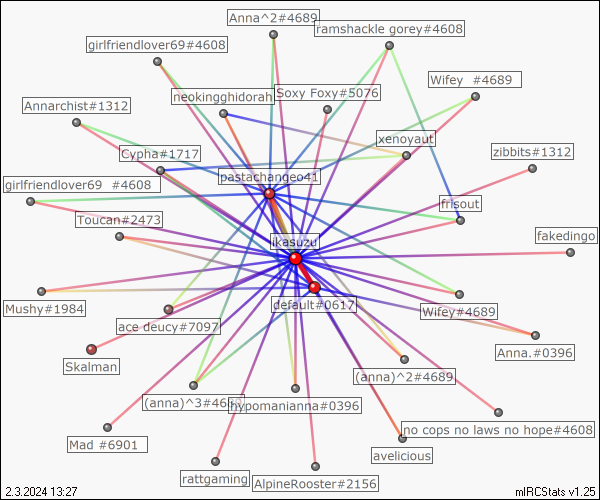 Anna^2#4689
ramshackle gorey#4608
girlfriendlover69#4608
Wifey  #4689
neokingghidorah
Soxy Foxy#5076
Annarchist#1312
xenoyaut
Cypha#1717
zibbits#1312
pastachangeo41
girlfriendlover69  #4608
frisout
Toucan#2473
ikasuzu
fakedingo
default#0617
Mushy#1984
Wifey#4689
ace deucy#7097
Anna.#0396
Skalman
(anna)^2#4689
(anna)^3#46
hypomanianna#0396
no cops no laws no hope#4608
Mad #6901
avelicious
rattgaming
AlpineRooster#2156
2.3.2024 13:27
mIRCStats v1.25